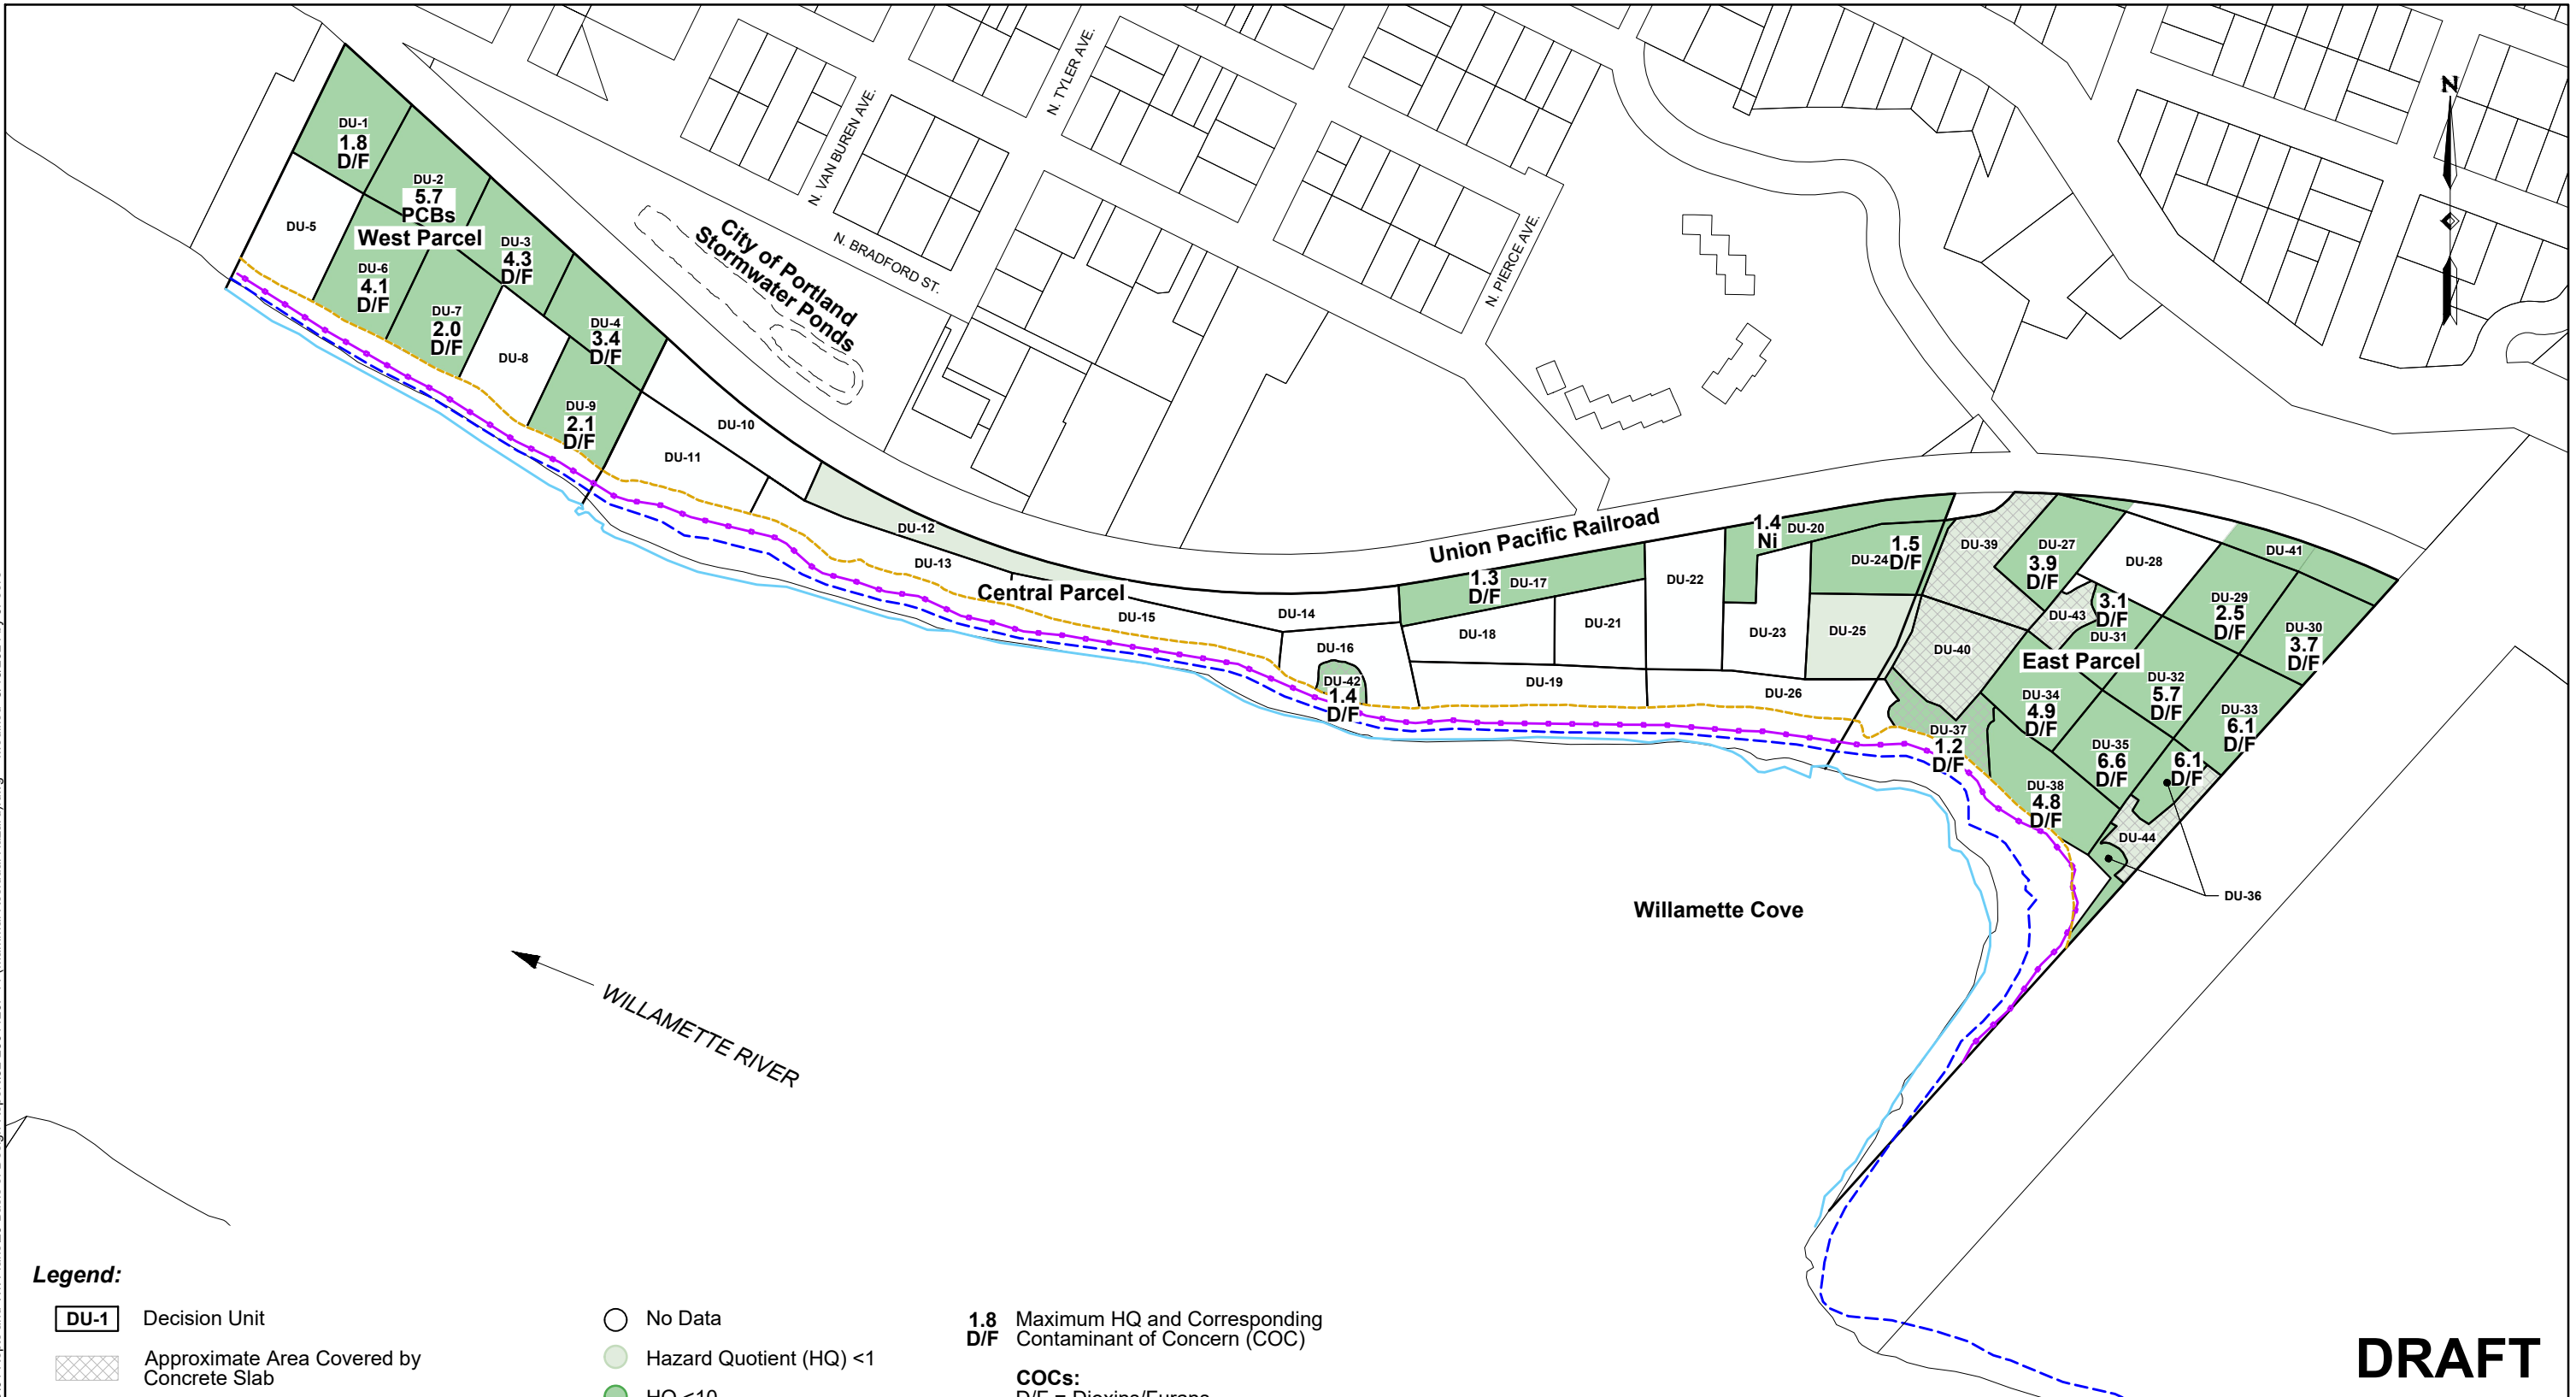 N. TYLER AVE.
N. VAN BUREN AVE.
N
DU-1
1.8
D/F
DU-2
5.7
PCBs
West Parcel
DU-3
4.3
D/F
DU-4
3.4
D/F
DU-5
DU-6
4.1
D/F
DU-7
2.0
D/F
DU-8
DU-9
2.1
D/F
City of Portland
Stormwater Ponds
N. BRADFORD ST.
N. PIERCE AVE.
DU-10
DU-11
DU-12
DU-13
Central Parcel
DU-14
DU-15
DU-16
DU-42
1.4
D/F
Union Pacific Railroad
1.3
D/F
DU-17
DU-18
DU-19
DU-21
DU-22
1.4
Ni
DU-20
DU-23
DU-24
1.5
D/F
DU-25
DU-26
DU-39
DU-40
DU-27
3.9
D/F
DU-28
DU-41
DU-43
3.1
D/F
DU-31
DU-29
2.5
D/F
DU-30
3.7
D/F
East Parcel
DU-32
5.7
D/F
DU-33
6.1
D/F
DU-34
4.9
D/F
DU-35
6.6
D/F
6.1
D/F
DU-37
1.2
D/F
DU-38
4.8
D/F
DU-44
DU-36
Willamette Cove
WILLAMETTE RIVER
Legend:
DU-1 Decision Unit
Approximate Area Covered by
Concrete Slab
No Data
Hazard Quotient (HQ) <1
HQ <10
1.8
D/F
Maximum HQ and Corresponding
Contaminant of Concern (COC)
COCs:
D/F = Dioxins/Furans
DRAFT